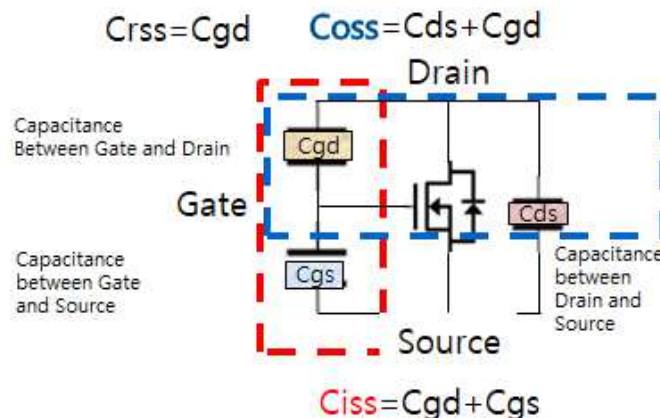 Crss=Cgd
Coss=Cds+Cgd
Drain
Capacitance
Between Gate and Drain
Cgd
Gate
Cds
Capacitance
between Gate
and Source
Cgs
Capacitance
between
Drain and
Source
Source
Ciss=Cgd+Cgs